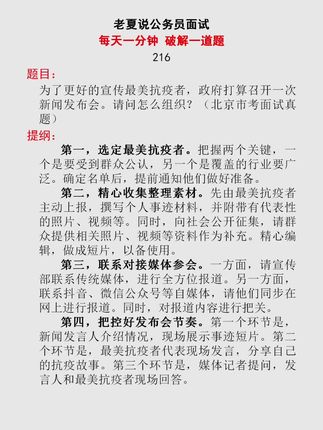 老夏说公务员面试
每天一分钟 破解一道题
216
题目：
为了更好的宣传最美抗疫者，政府打算召开一次
新闻发布会。请问怎么组织？（北京市考面试真
题）
提纲：
第一，选定最美抗疫者。把握两个关键，一
个是要受到群众公认，另一个是覆盖的行业要广
泛。确定名单后，提前通知他们做好准备。
第二，精心收集整理素材。先由最美抗疫者
主动上报，撰写个人事迹材料，并附带有代表性
的照片、视频等。同时，向社会公开征集，请群
众提供相关照片、视频等资料作为补充。精心编
辑，做成短片，以备使用。
第三，联系对接媒体参会。一方面，请宣传
部联系传统媒体，进行全方位报道。另一方面，
联系抖音、微信公众号等自媒体，请他们同步在
网上进行报道。同时，对报道内容进行把关。
第四，把控好发布会节奏。第一个环节是，
新闻发言人介绍情况，现场展示事迹短片。第二
个环节是，最美抗疫者代表现场发言，分享自己
的抗疫故事。第三个环节是，媒体记者提问，发
言人和最美抗疫者现场回答。